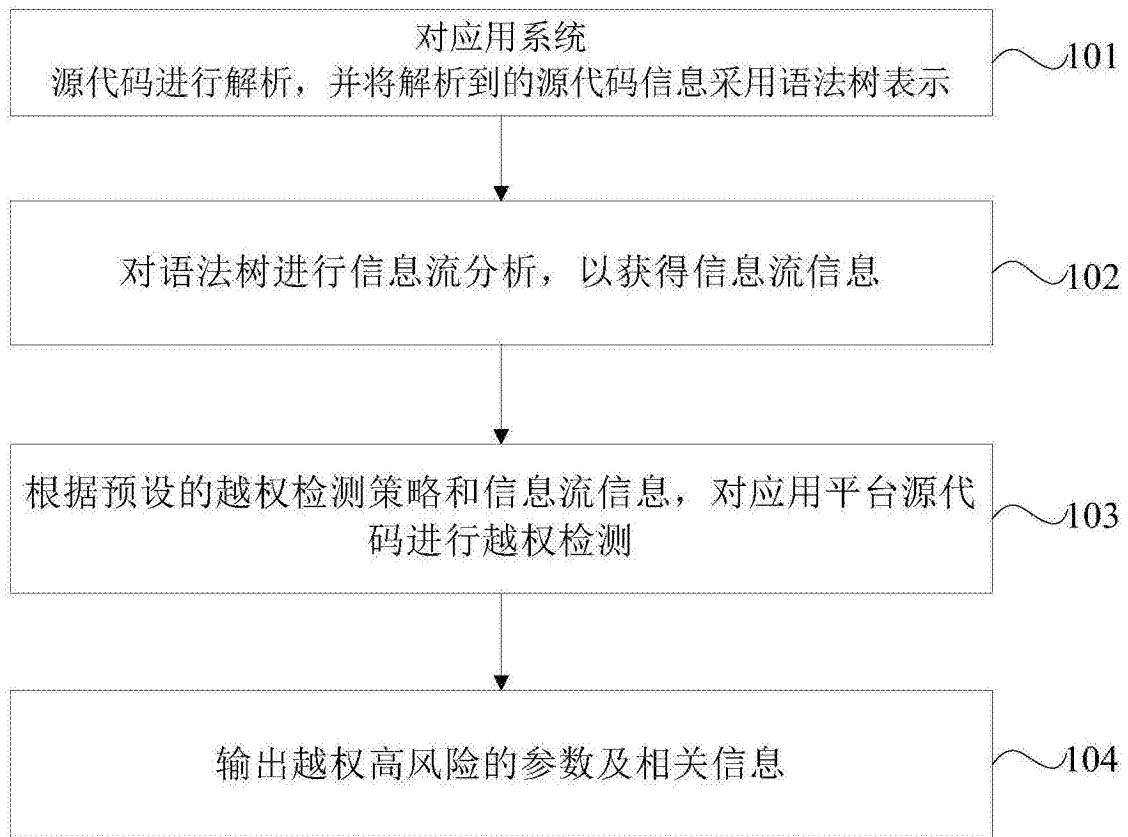 对应用系统
源代码进行解析，并将解析到的源代码信息采用语法树表示
101
对语法树进行信息流分析，以获得信息流信息
102
根据预设的越权检测策略和信息流信息，对应用平台源代
码进行越权检测
103
输出越权高风险的参数及相关信息
104